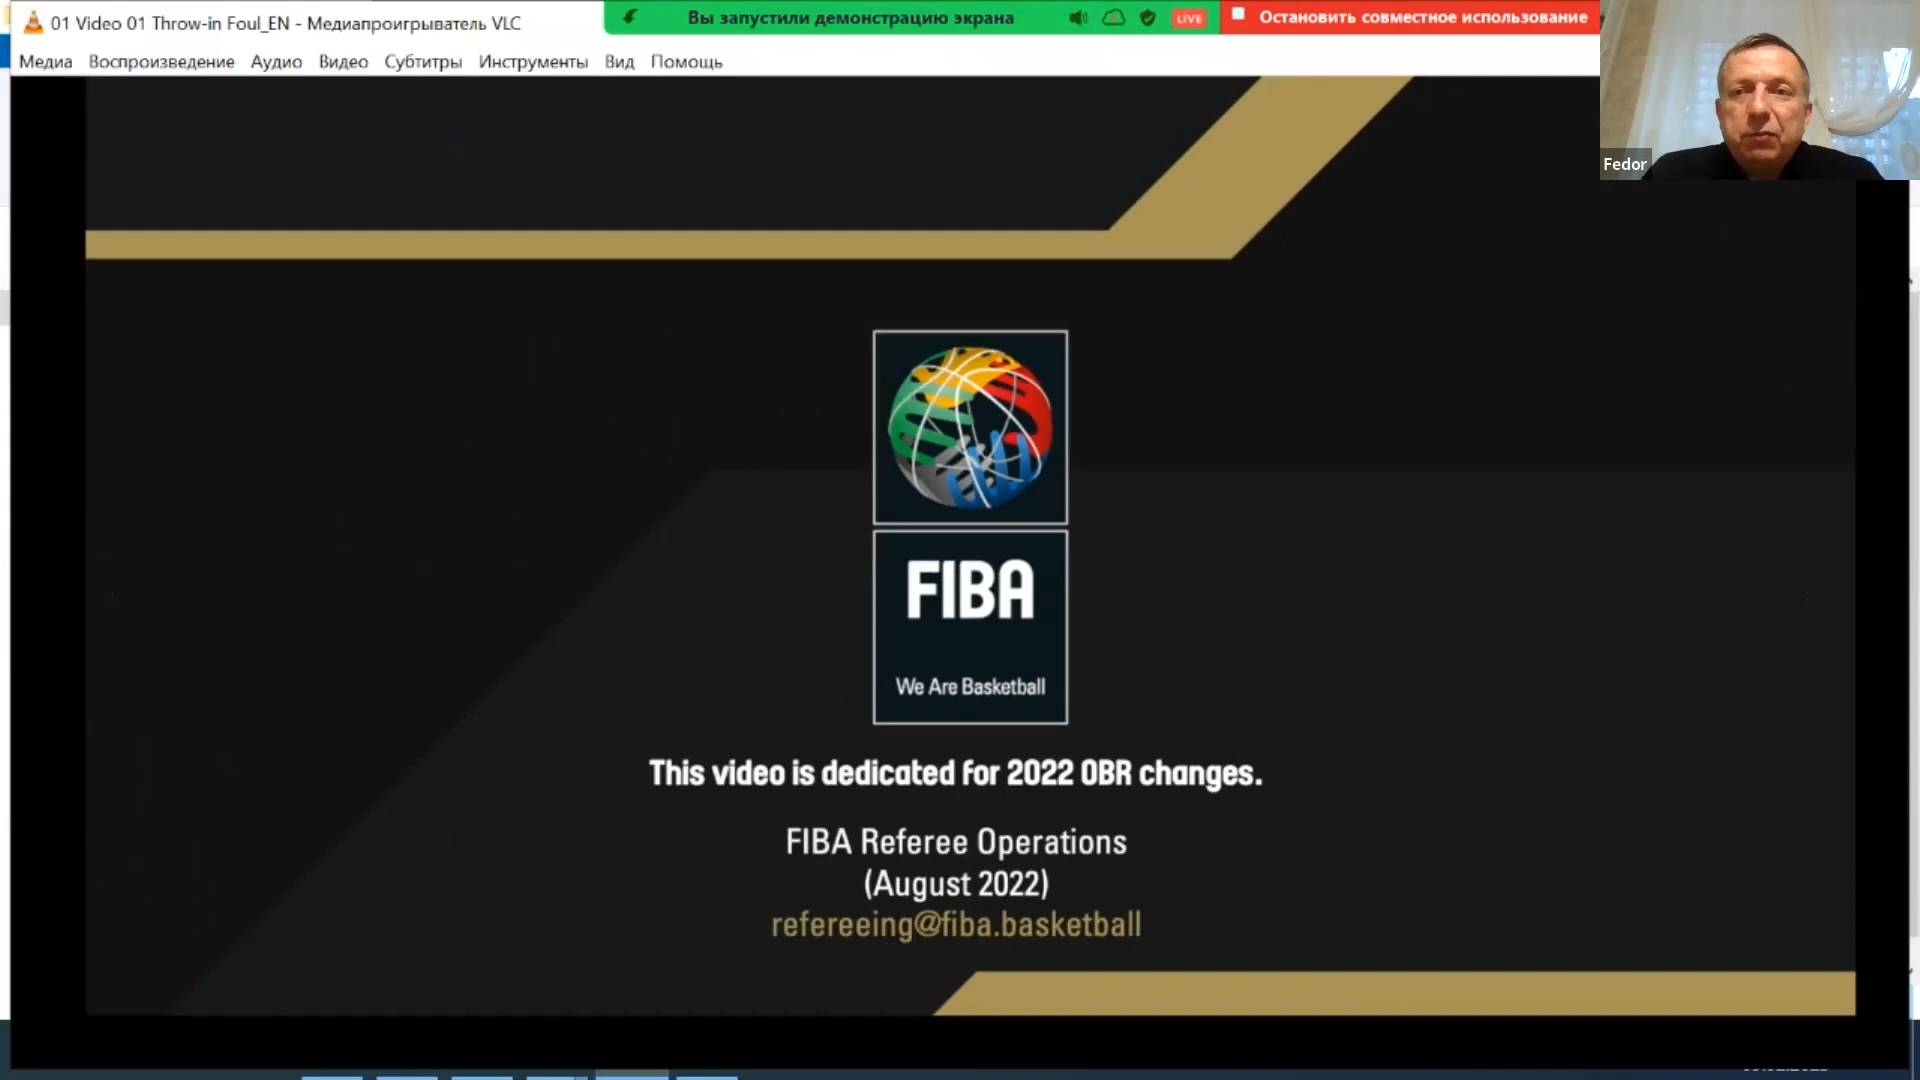 01 Video 01 Throw-in Foul_EN - Медиапроигрыватель VLC
Вы запустили демонстрацию экрана
LIVE
Остановить совместное использование
Медиа Воспроизведение Аудио Видео Субтитры Инструменты Вид Помощь
Fedor
FIBA
We Are Basketball
This video is dedicated for 2022 OBR changes.
FIBA Referee Operations
(August 2022)
refereeing@fiba.basketball